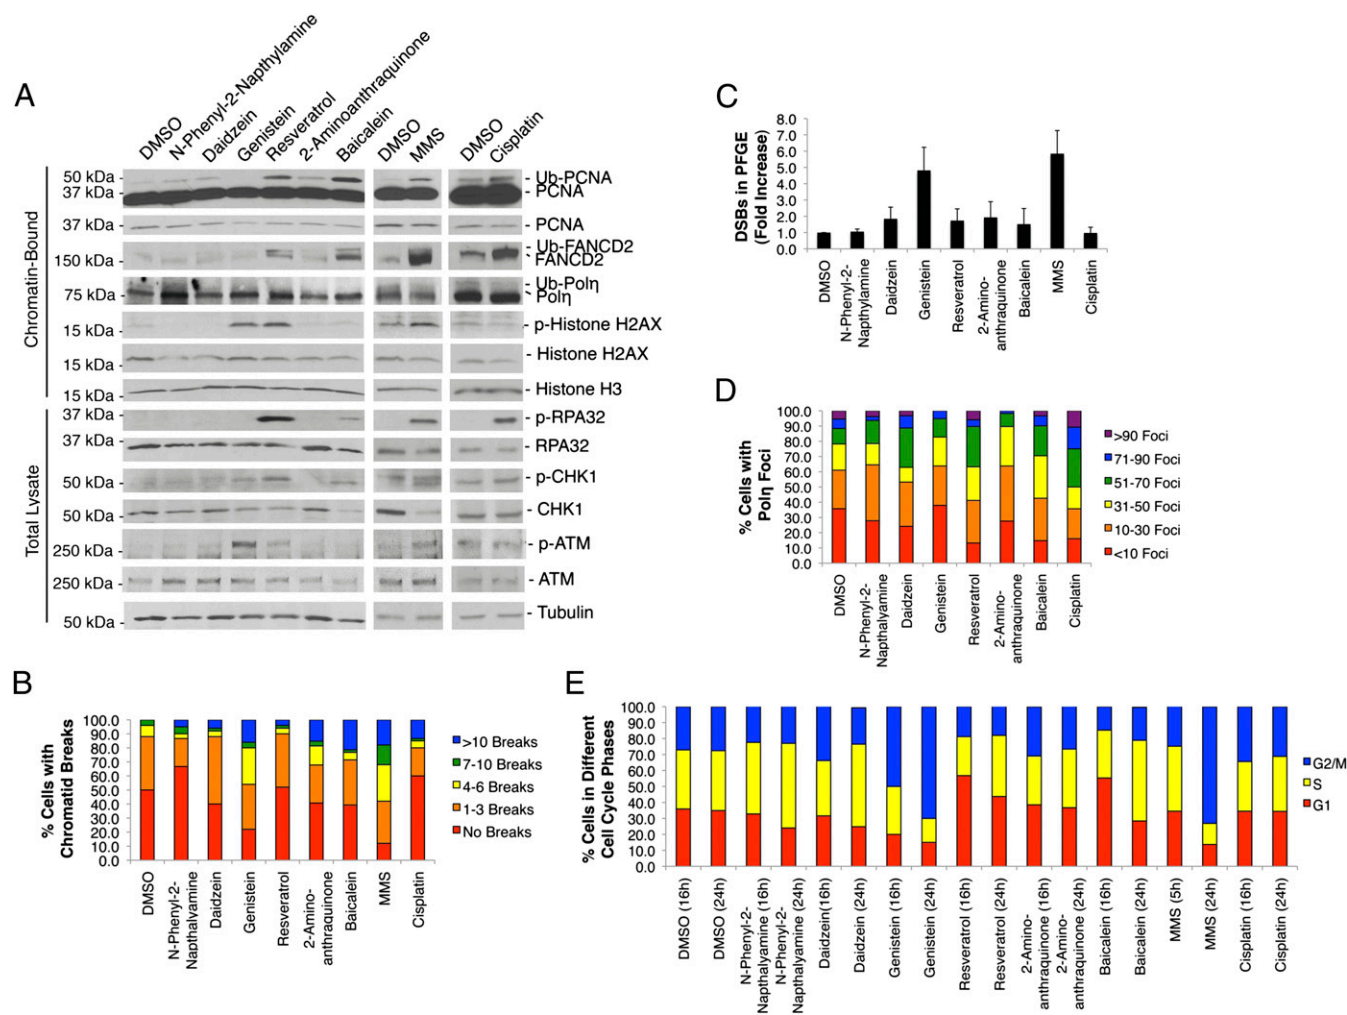 A
DMSO
N-Phenyl-2-Napthylamine
Daidzein
Genistein
Resveratrol
2-Aminoanthraquinone
Baicalein
DMSO
MMS
DMSO
Cisplatin
Chromatin-Bound
50 kDa
37 kDa
- Ub-PCNA
- PCNA
37 kDa
- PCNA
150 kDa
Ub-FANCD2
FANCD2
75 kDa
Ub-Polη
Polη
15 kDa
- p-Histone H2AX
15 kDa
- Histone H2AX
15 kDa
- Histone H3
Total Lysate
37 kDa
- p-RPA32
37 kDa
- RPA32
50 kDa
- p-CHK1
50 kDa
- CHK1
250 kDa
- p-ATM
250 kDa
- ATM
50 kDa
- Tubulin
B
% Cells with
Chromatid Breaks
100.0
90.0
80.0
70.0
60.0
50.0
40.0
30.0
20.0
10.0
0.0
DMSO
N-Phenyl-2-
Napthalyamine
Daidzein
Genistein
Resveratrol
2-Amino-
anthraquinone
Baicalein
MMS
Cisplatin
>10 Breaks
7-10 Breaks
4-6 Breaks
1-3 Breaks
No Breaks
C
DSBs in PFGE
(Fold Increase)
8.0
7.0
6.0
5.0
4.0
3.0
2.0
1.0
0.0
DMSO
N-Phenyl-2-
Napthylamine
Daidzein
Genistein
Resveratrol
2-Amino-
anthraquinone
Baicalein
MMS
Cisplatin
D
% Cells with
Polη Foci
100.0
90.0
80.0
70.0
60.0
50.0
40.0
30.0
20.0
10.0
0.0
DMSO
N-Phenyl-2-
Napthalyamine
Daidzein
Genistein
Resveratrol
2-Amino-
anthraquinone
Baicalein
Cisplatin
>90 Foci
71-90 Foci
51-70 Foci
31-50 Foci
10-30 Foci
<10 Foci
E
% Cells in Different
Cell Cycle Phases
100.0
90.0
80.0
70.0
60.0
50.0
40.0
30.0
20.0
10.0
0.0
DMSO (16h)
DMSO (24h)
N-Phenyl-2-
Napthalyamine (16h)
N-Phenyl-2-
Napthalyamine (24h)
Daidzein(16h)
Daidzein (24h)
Genistein (16h)
Genistein (24h)
Resveratrol (16h)
Resveratrol (24h)
2-Amino-
anthraquinone (16h)
2-Amino-
anthraquinone (24h)
Baicalein (16h)
Baicalein (24h)
MMS (5h)
MMS (24h)
Cisplatin (16h)
Cisplatin (24h)
G2/M
S
G1